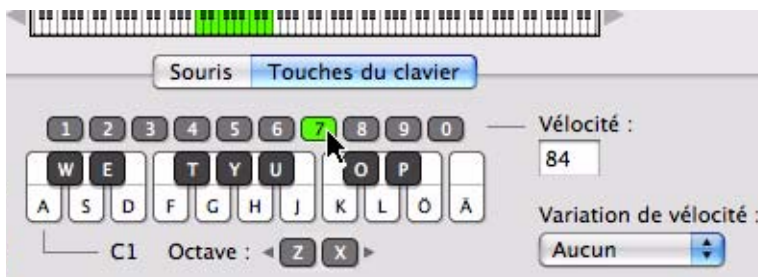 Souris Touches du clavier
1 2 3 4 5 6 7 8 9 0 Vélocité :
84
W E T Y U O P
A S D F G H J K L Ö Ä
Variation de vélocité :
C1 Octave : Z X Aucun